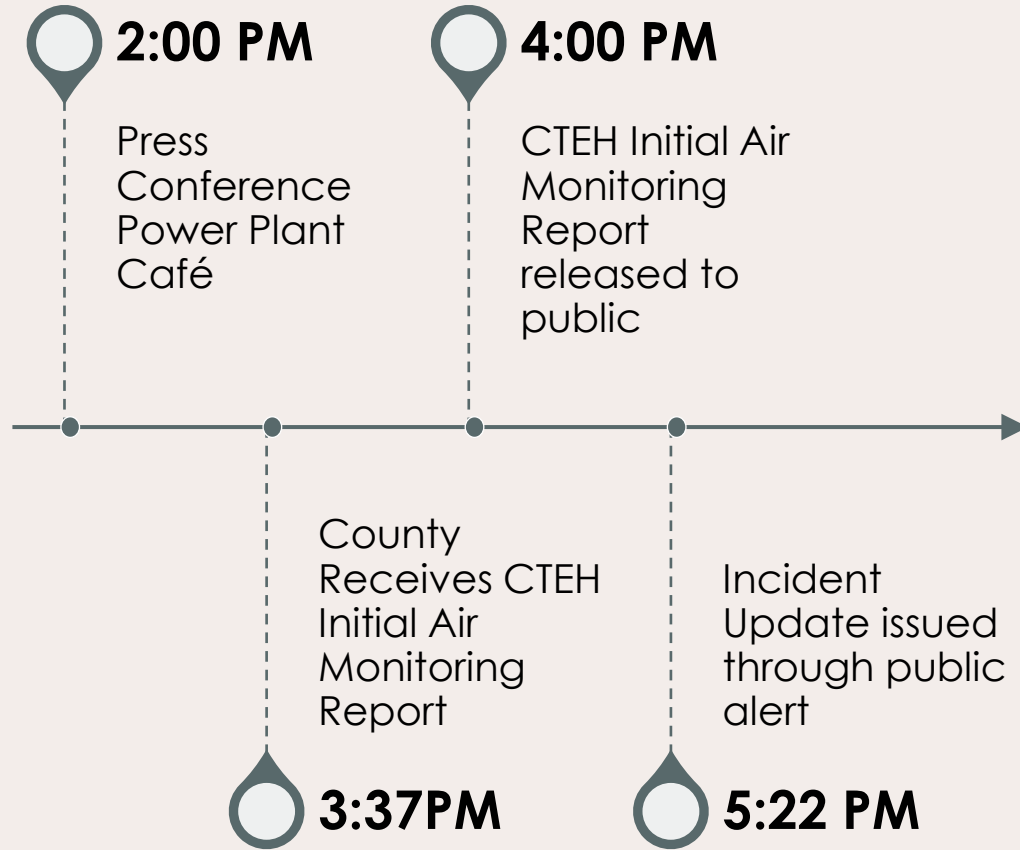 2:00 PM
Press
Conference
Power Plant
Café
4:00 PM
CTEH Initial Air
Monitoring
Report
released to
public
County
Receives CTEH
Initial Air
Monitoring
Report
3:37PM
Incident
Update issued
through public
alert
5:22 PM